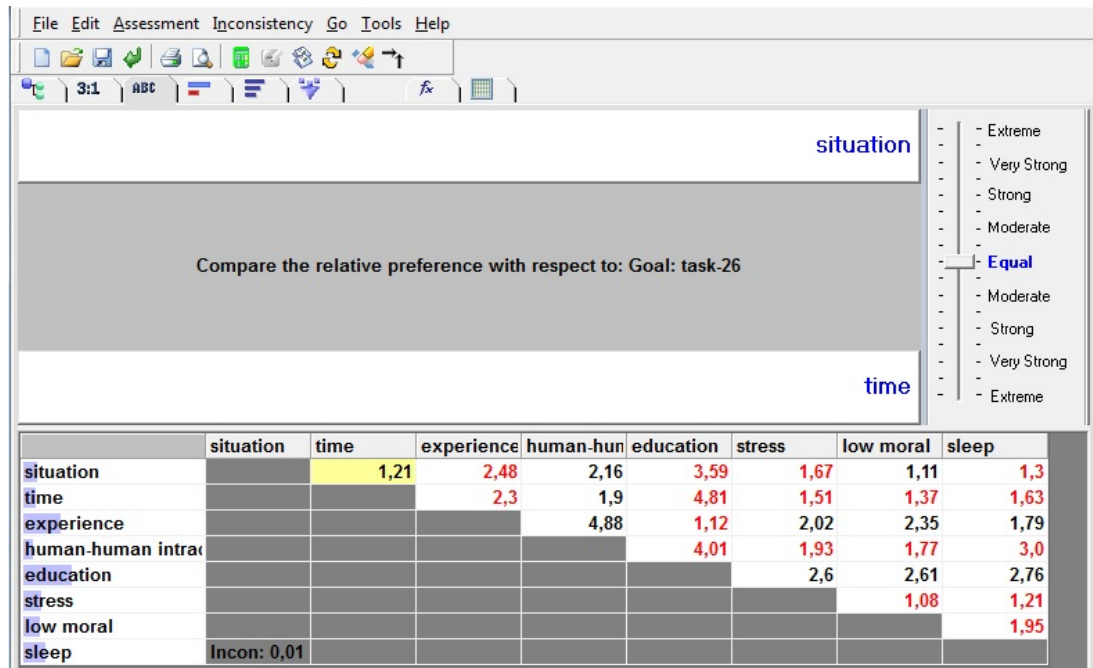 File Edit Assessment Inconsistency Go Tools Help
3:1 ABC fx
situation
Extreme
Very Strong
Strong
Moderate
Equal
Moderate
Strong
Very Strong
Extreme
Compare the relative preference with respect to: Goal: task-26
time
situation time experience human-hun education stress low moral sleep
situation 1,21 2,48 2,16 3,59 1,67 1,11 1,3
time 2,3 1,9 4,81 1,51 1,37 1,63
experience 4,88 1,12 2,02 2,35 1,79
human-human intrac 4,01 1,93 1,77 3,0
education 2,6 2,61 2,76
stress 1,08 1,21
low moral 1,95
sleep Incon: 0,01